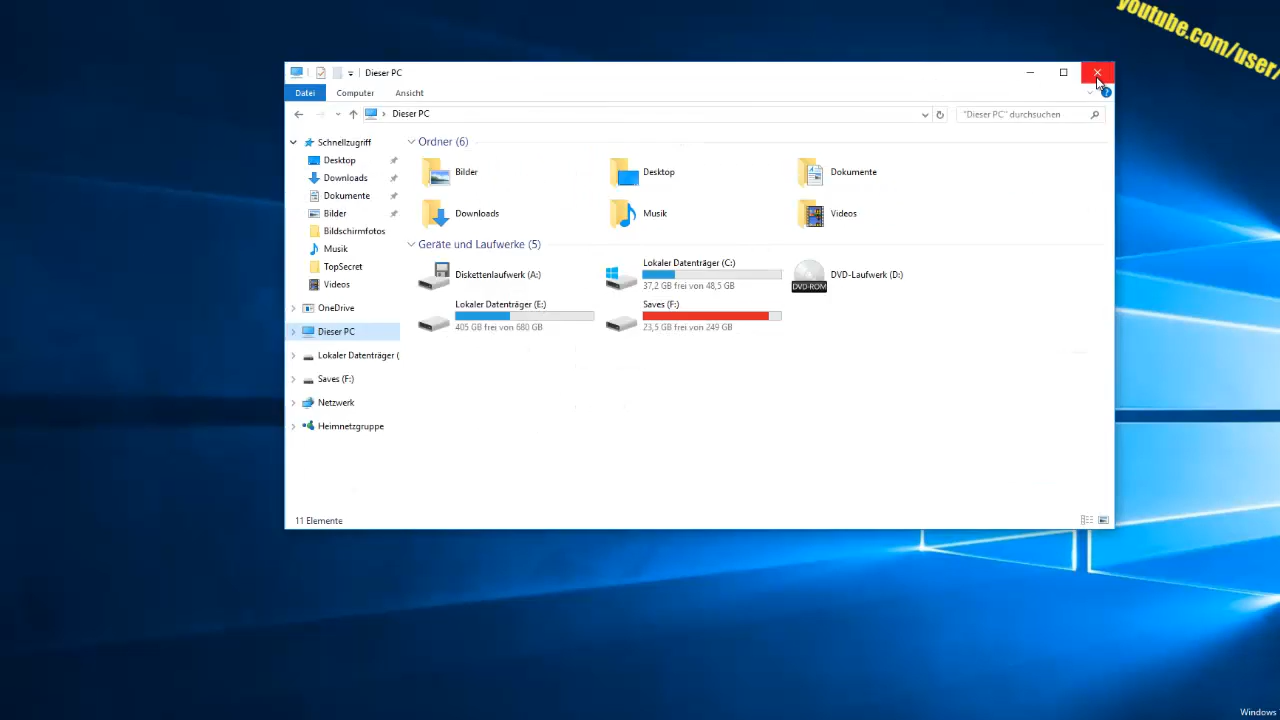 youtube.com/user/
Dieser PC
Datei Computer Ansicht
Dieser PC
"Dieser PC" durchsuchen
Schnellzugriff
Desktop
Downloads
Dokumente
Bilder
Bildschirmfotos
Musik
TopSecret
Videos
OneDrive
Dieser PC
Lokaler Datenträger (
Saves (F:)
Netzwerk
Heimnetzgruppe
Ordner (6)
Bilder
Desktop
Dokumente
Downloads
Musik
Videos
Geräte und Laufwerke (5)
Diskettenlaufwerk (A:)
Lokaler Datenträger (C:)
37,2 GB frei von 48,5 GB
DVD-ROM
DVD-Laufwerk (D:)
Lokaler Datenträger (E:)
405 GB frei von 680 GB
Saves (F:)
23,5 GB frei von 249 GB
11 Elemente
Windows